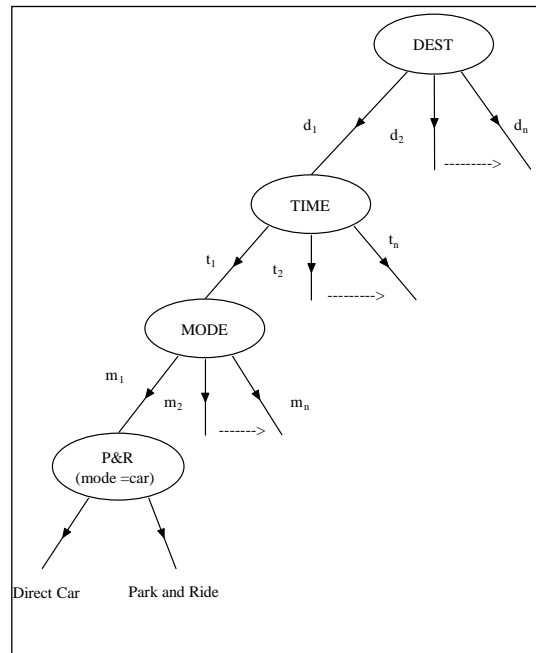 DEST
d1
d2
dn
--------->
TIME
t1
t2
tn
--------->
MODE
m1
m2
mn
------->
P&R
(mode =car)
Direct Car
Park and Ride